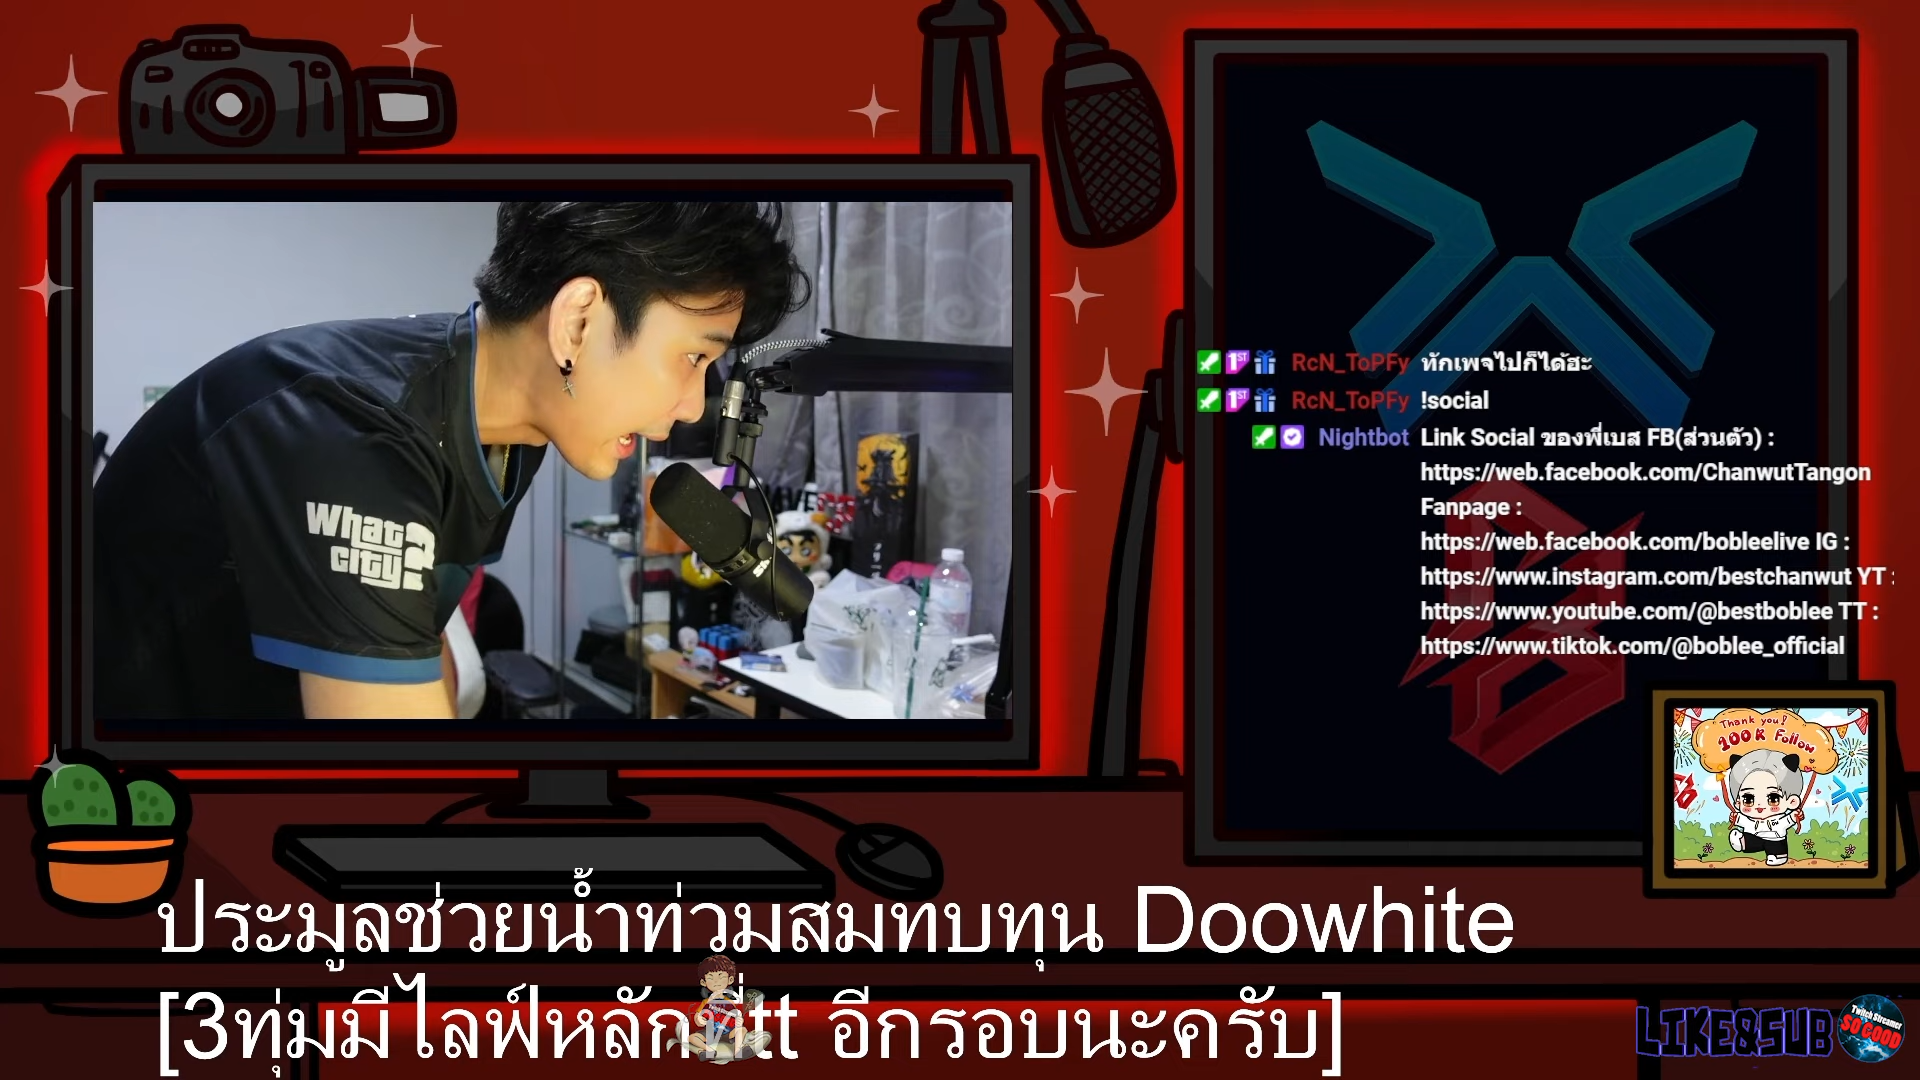 What
city?
RcN_ToPFy ทักเพจไปก็ได้ฮะ
RcN_ToPFy !social
Nightbot Link Social ของพี่เบส FB(ส่วนตัว) :
https://web.facebook.com/ChanwutTangon
Fanpage :
https://web.facebook.com/bobleelive IG :
https://www.instagram.com/bestchanwut YT :
https://www.youtube.com/@bestboblee TT :
https://www.tiktok.com/@boblee_official
Thank you!
100K Follow
ประมูลช่วยน้ำท่วมสมทบทุน Doowhite
[3ทุ่มมีไลฟ์หลักที่tt อีกรอบนะครับ]
LIKE&SUB
Twitch Streamer
SO GOOD